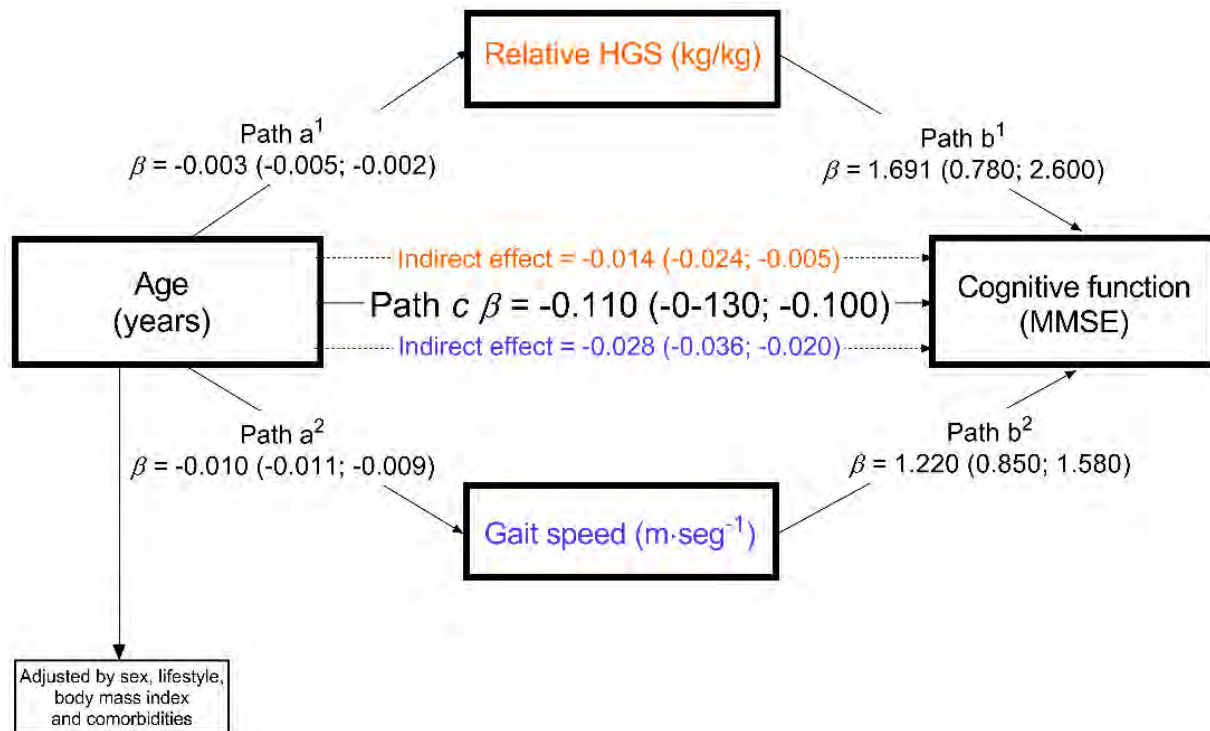 Relative HGS (kg/kg)
Path a¹
β = -0.003 (-0.005; -0.002)
Path b¹
β = 1.691 (0.780; 2.600)
Age
(years)
Indirect effect = -0.014 (-0.024; -0.005)
Path c β = -0.110 (-0-130; -0.100)
Indirect effect = -0.028 (-0.036; -0.020)
Cognitive function
(MMSE)
Path a²
β = -0.010 (-0.011; -0.009)
Path b²
β = 1.220 (0.850; 1.580)
Gait speed (m·seg⁻¹)
Adjusted by sex, lifestyle,
body mass index
and comorbidities